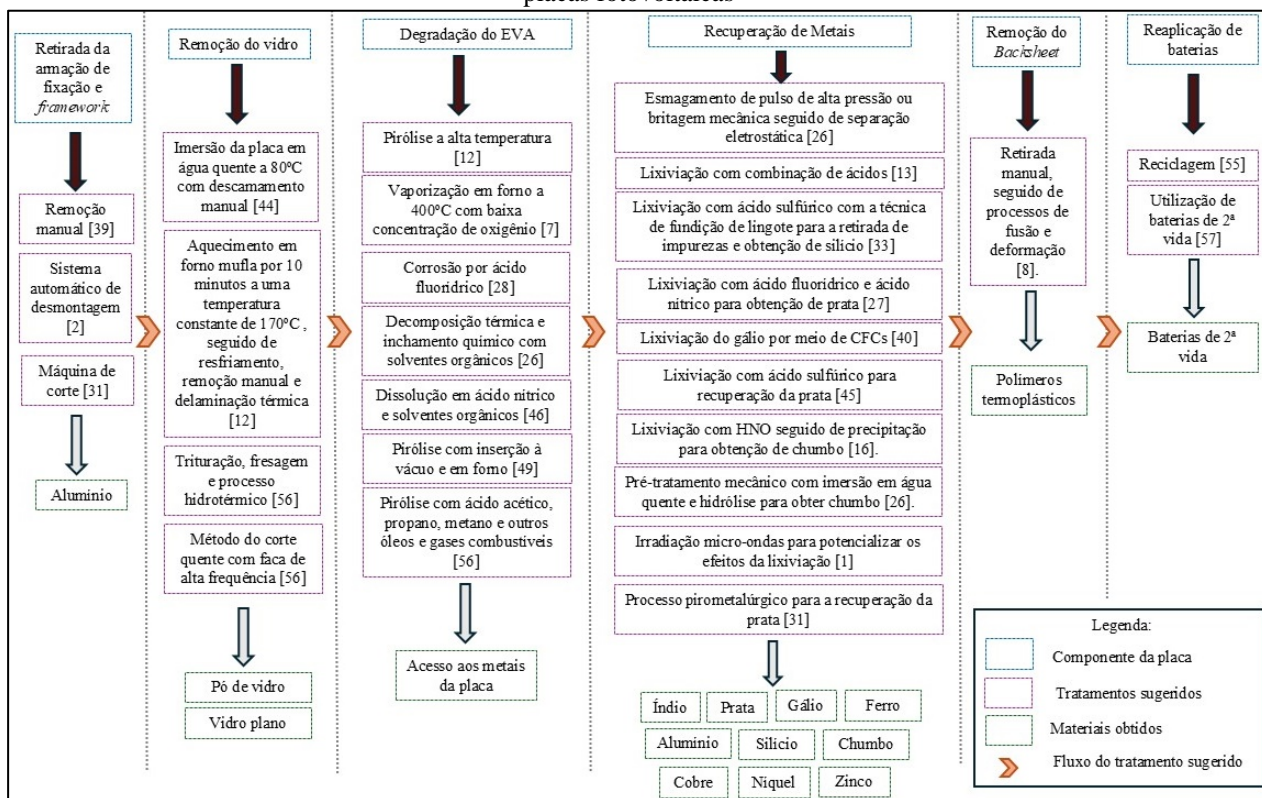 placas fotovoltaicas
Retirada da
armação de
fixação e
framework
Remoção
manual [39]
Sistema
automático de
desmontagem
[2]
Máquina de
corte [31]
Alumínio
Remoção do vidro
Imersão da placa em
água quente a 80ºC
com descamamento
manual [44]
Aquecimento em
forno mufla por 10
minutos a uma
temperatura
constante de 170ºC ,
seguido de
resfriamento,
remoção manual e
delaminação térmica
[12]
Trituração, fresagem
e processo
hidrotérmico [56]
Método do corte
quente com faca de
alta frequência [56]
Pó de vidro
Vidro plano
Degradação do EVA
Pirólise a alta temperatura
[12]
Vaporização em forno a
400ºC com baixa
concentração de oxigênio [7]
Corrosão por ácido
fluorídrico [28]
Decomposição térmica e
inchamento químico com
solventes orgânicos [26]
Dissolução em ácido nítrico
e solventes orgânicos [46]
Pirólise com inserção à
vácuo e em forno [49]
Pirólise com ácido acético,
propano, metano e outros
óleos e gases combustíveis
[56]
Acesso aos metais
da placa
Recuperação de Metais
Esmagamento de pulso de alta pressão ou
britagem mecânica seguido de separação
eletrostática [26]
Lixiviação com combinação de ácidos [13]
Lixiviação com ácido sulfúrico com a técnica
de fundição de lingote para a retirada de
impurezas e obtenção de silício [33]
Lixiviação com ácido fluorídrico e ácido
nítrico para obtenção de prata [27]
Lixiviação do gálio por meio de CFCs [40]
Lixiviação com ácido sulfúrico para
recuperação da prata [45]
Lixiviação com HNO seguido de precipitação
para obtenção de chumbo [16].
Pré-tratamento mecânico com imersão em água
quente e hidrólise para obter chumbo [26].
Irradiação micro-ondas para potencializar os
efeitos da lixiviação [1]
Processo pirometalúrgico para a recuperação da
prata [31]
Índio Prata Gálio Ferro
Alumínio Silício Chumbo
Cobre Níquel Zinco
Remoção do
Backsheet
Retirada
manual,
seguido de
processos de
fusão e
deformação
[8].
Polímeros
termoplásticos
Reaplicação de
baterias
Reciclagem [55]
Utilização de
baterias de 2ª
vida [57]
Baterias de 2ª
vida
Legenda:
Componente da placa
Tratamentos sugeridos
Materiais obtidos
Fluxo do tratamento sugerido